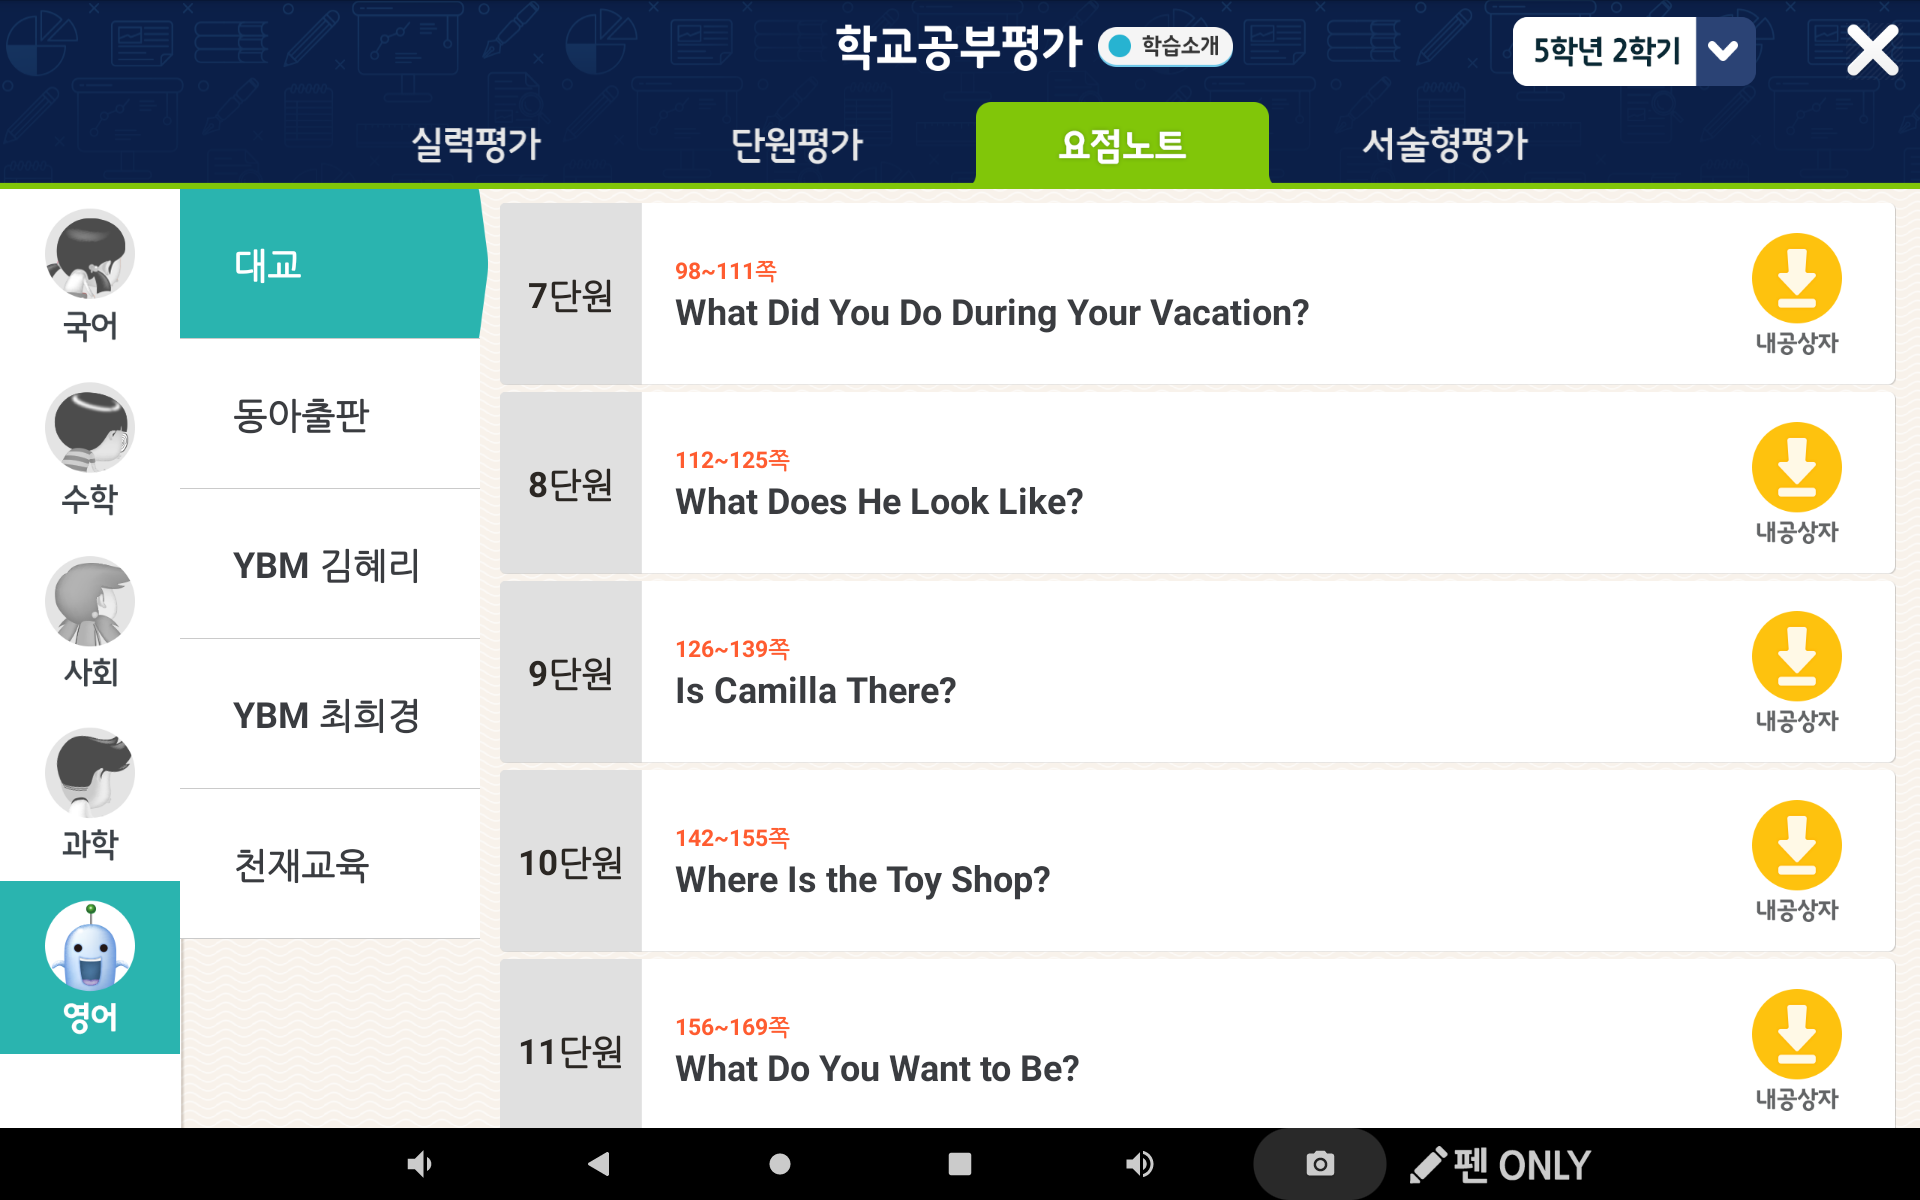 학교공부평가
학습소개
5학년 2학기
실력평가
단원평가
요점노트
서술형평가
국어
수학
사회
과학
영어
대교
동아출판
YBM 김혜리
YBM 최희경
천재교육
7단원
98~111쪽
What Did You Do During Your Vacation?
내공상자
8단원
112~125쪽
What Does He Look Like?
내공상자
9단원
126~139쪽
Is Camilla There?
내공상자
10단원
142~155쪽
Where Is the Toy Shop?
내공상자
11단원
156~169쪽
What Do You Want to Be?
내공상자
펜 ONLY